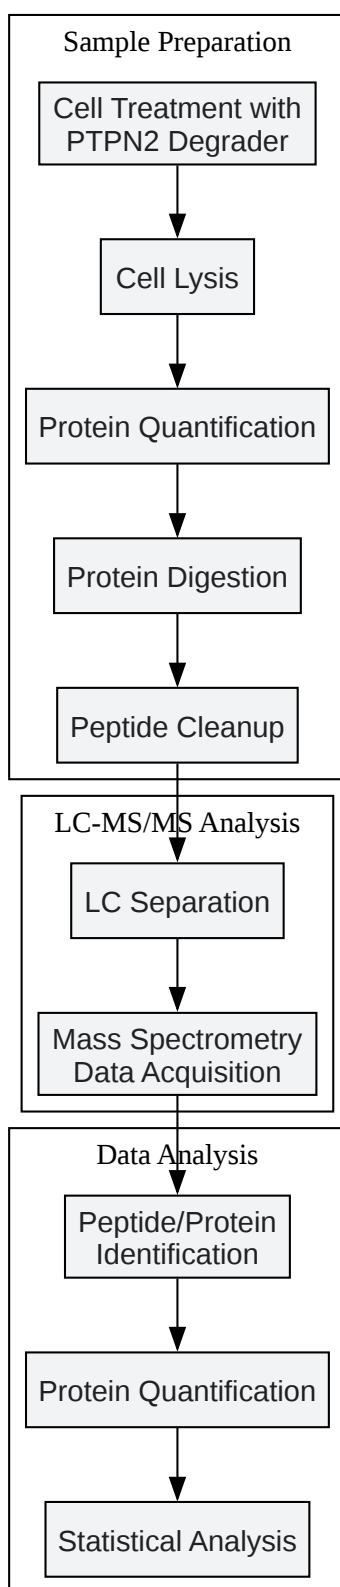 Sample Preparation
Cell Treatment with
PTPN2 Degrader
Cell Lysis
Protein Quantification
Protein Digestion
Peptide Cleanup
LC-MS/MS Analysis
LC Separation
Mass Spectrometry
Data Acquisition
Data Analysis
Peptide/Protein
Identification
Protein Quantification
Statistical Analysis